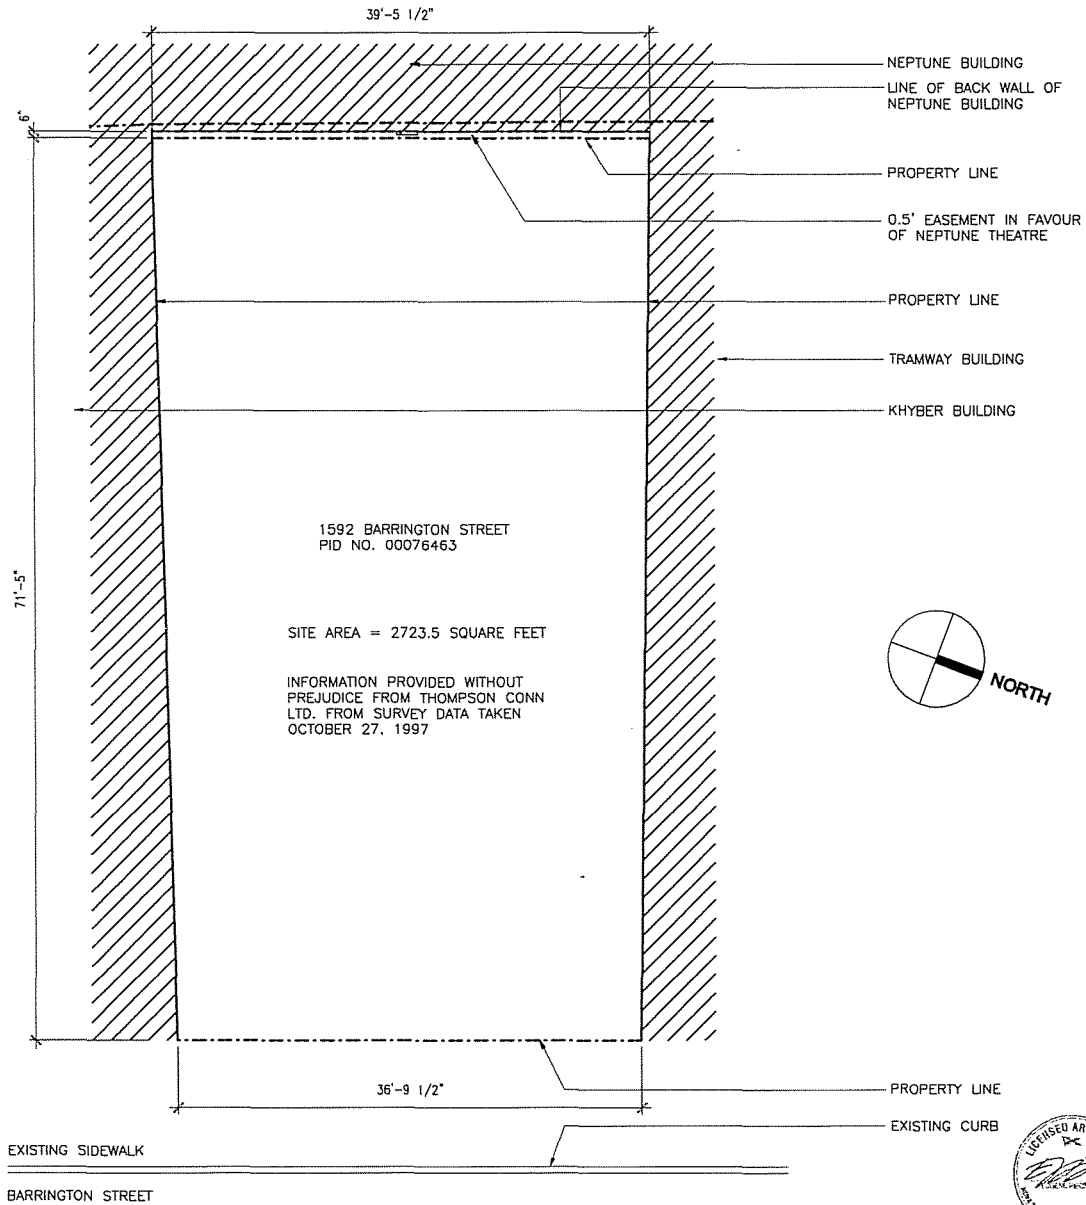 39'-5 1/2"
NEPTUNE BUILDING
LINE OF BACK WALL OF
NEPTUNE BUILDING
6"
PROPERTY LINE
0.5' EASEMENT IN FAVOUR
OF NEPTUNE THEATRE
PROPERTY LINE
TRAMWAY BUILDING
KHYBER BUILDING
1592 BARRINGTON STREET
PID NO. 00076463
71'-5"
SITE AREA = 2723.5 SQUARE FEET
INFORMATION PROVIDED WITHOUT
PREJUDICE FROM THOMPSON CONN
LTD. FROM SURVEY DATA TAKEN
OCTOBER 27, 1997
NORTH
36'-9 1/2"
PROPERTY LINE
EXISTING CURB
EXISTING SIDEWALK
BARRINGTON STREET
LICENSED AR